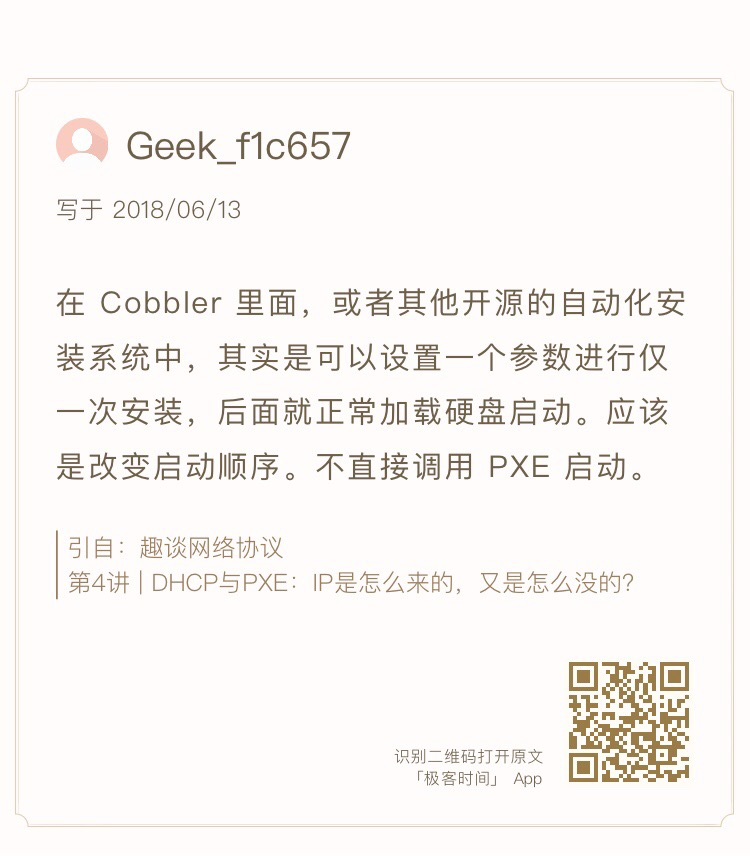 Geek_f1c657
写于 2018/06/13
在 Cobbler 里面，或者其他开源的自动化安
装系统中，其实是可以设置一个参数进行仅
一次安装，后面就正常加载硬盘启动。应该
是改变启动顺序。不直接调用 PXE 启动。
引自：趣谈网络协议
第4讲 | DHCP与PXE：IP是怎么来的，又是怎么没的？
识别二维码打开原文
「极客时间」 App